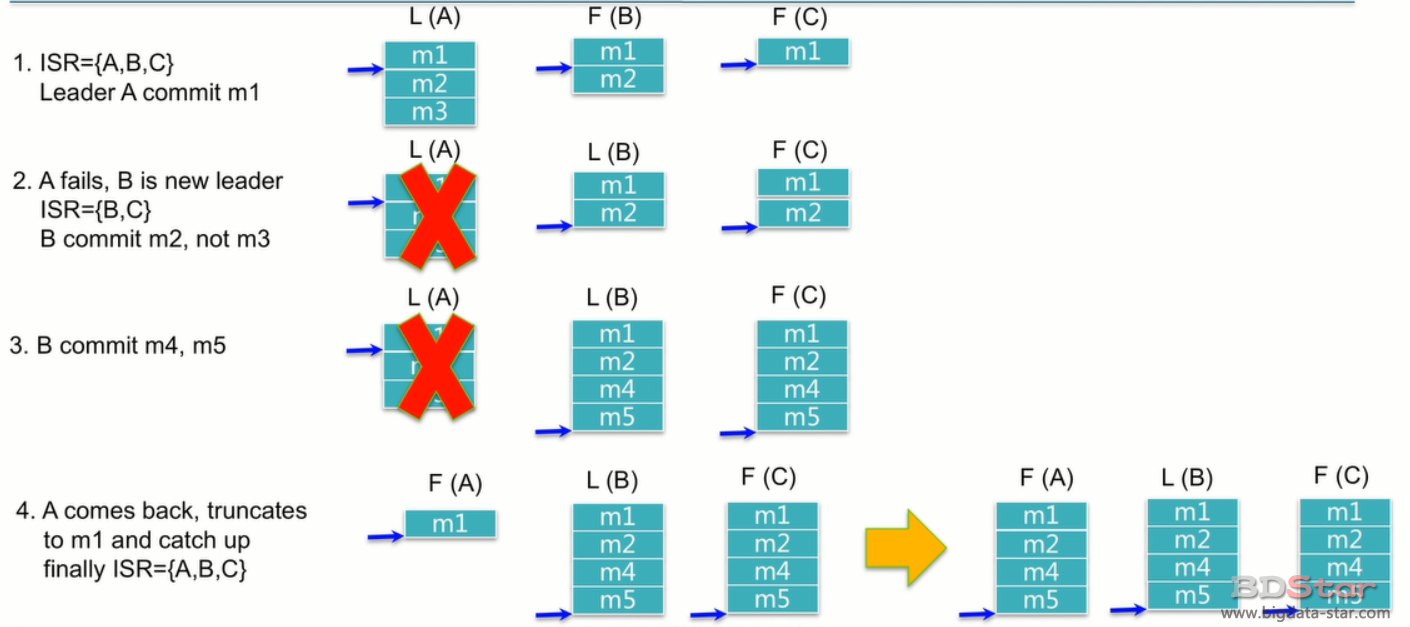 L (A) F (B) F (C)
1. ISR={A,B,C}
Leader A commit m1
m1 m1 m1
m2 m2
m3
L (A) L (B) F (C)
2. A fails, B is new leader
ISR={B,C}
B commit m2, not m3
m1 m1
m2 m2
L (A) L (B) F (C)
3. B commit m4, m5
m1 m1
m2 m2
m4 m4
m5 m5
F (A) L (B) F (C) F (A) L (B) F (C)
4. A comes back, truncates
to m1 and catch up
finally ISR={A,B,C}
m1 m1 m1 m1 m1 m1
m2 m2 m2 m2 m2
m4 m4 m4 m4 m4
m5 m5 m5 m5 m5
BDStar
www.bigdata-star.com